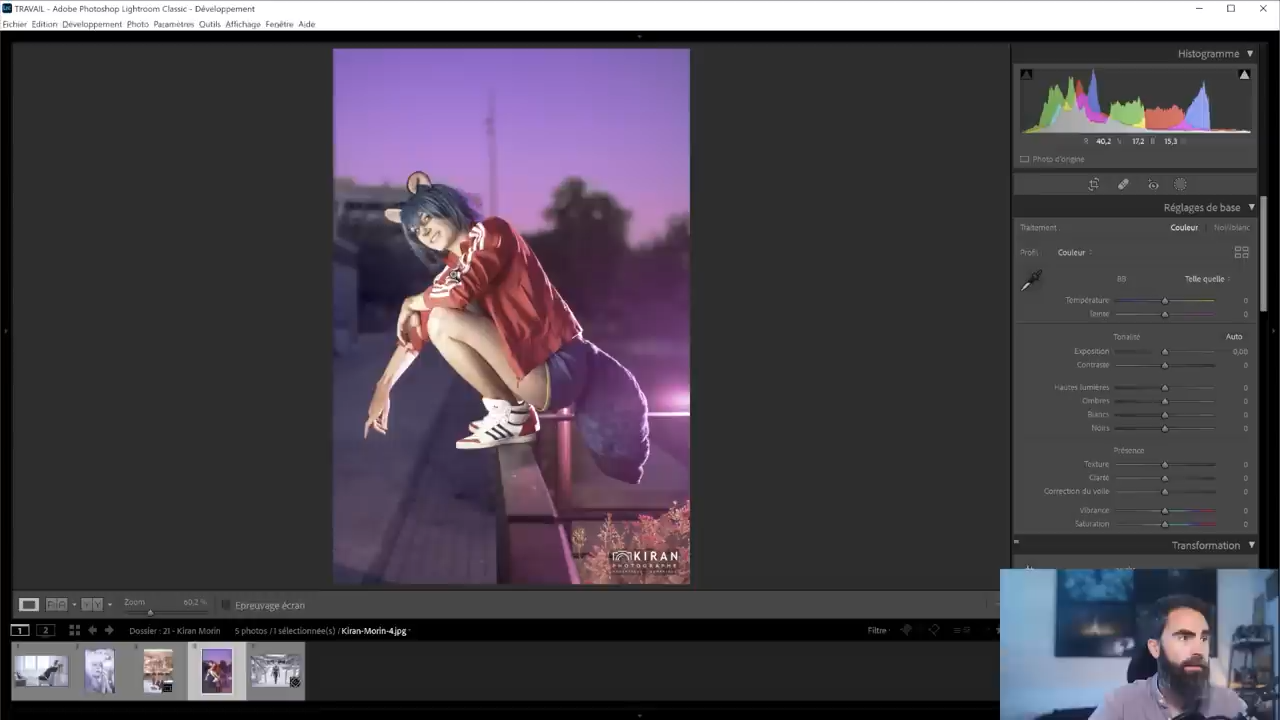 TRAVAIL - Adobe Photoshop Lightroom Classic - Développement
Fichier Edition Développement Photo Paramètres Outils Affichage Fenêtre Aide
Histogramme
R 40,2 V 17,2 B 15,3
Photo d'origine
Réglages de base
Traitement : Couleur Noir/blanc
Profil : Couleur
Telle quelle
Température 0
Teinte 0
Tonalité Auto
Exposition 0,00
Contraste 0
Hautes lumières 0
Ombres 0
Blancs 0
Noirs 0
Présence
Texture 0
Clarté 0
Correction du voile 0
Vibrance 0
Saturation 0
Transformation
KIRAN
PHOTOGRAPHE
Zoom 60,2 %
Epreuvage écran
1 2 Dossier : 21 - Kiran Morin 5 photos / 1 sélectionnée(s) / Kiran-Morin-4.jpg
Filtre :